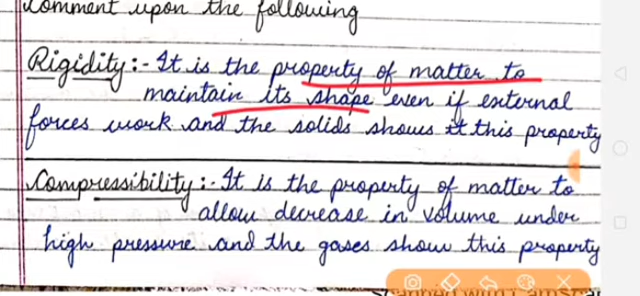 comment upon the following
Rigidity :- It is the property of matter to
maintain its shape even if external
forces work and the solids shows it this property
Compressibility :- It is the property of matter to
allow decrease in volume under
high pressure and the gases show this property